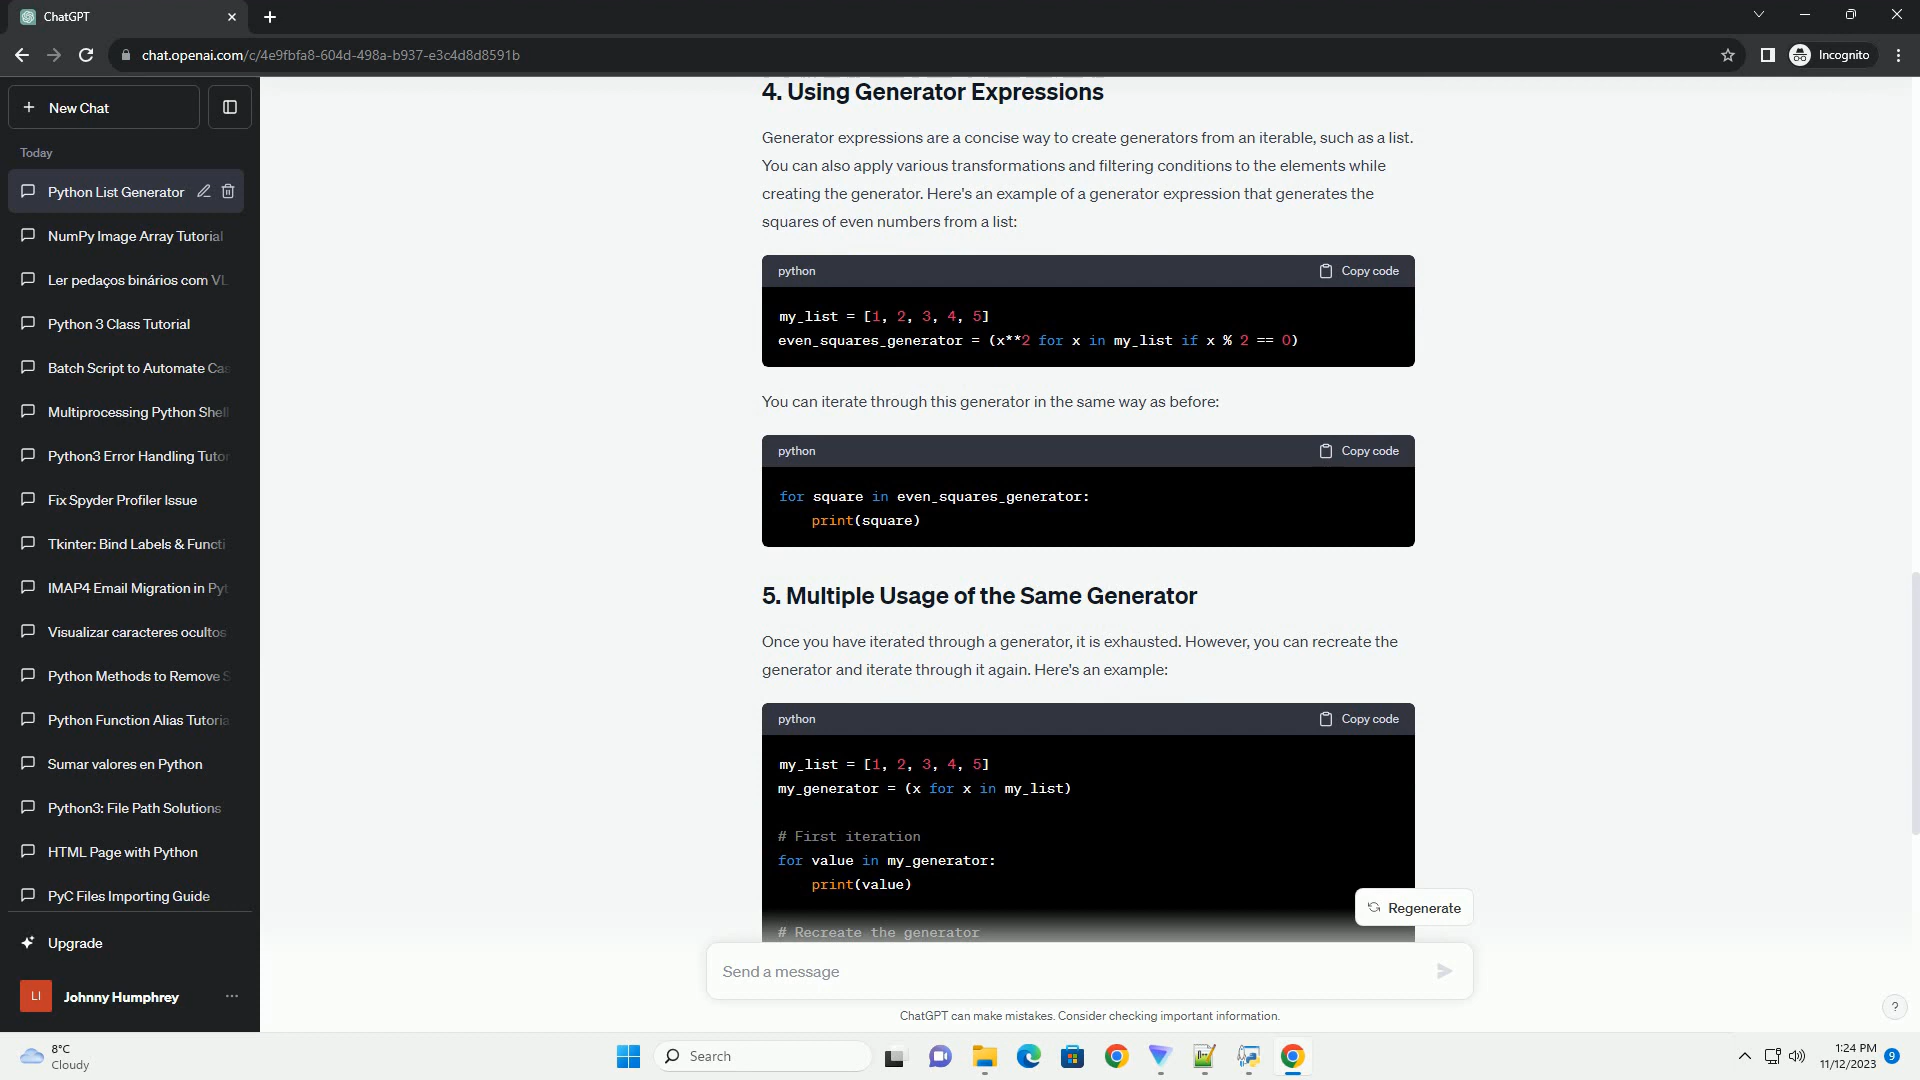 ChatGPT
chat.openai.com/c/4e9fbfa8-604d-498a-b937-e3c4d8d8591b
Incognito
New Chat
Today
Python List Generator
NumPy Image Array Tutorial
Ler pedaços binários com VL
Python 3 Class Tutorial
Batch Script to Automate Cas
Multiprocessing Python Shell
Python3 Error Handling Tutor
Fix Spyder Profiler Issue
Tkinter: Bind Labels & Functi
IMAP4 Email Migration in Pyt
Visualizar caracteres ocultos
Python Methods to Remove S
Python Function Alias Tutoria
Sumar valores en Python
Python3: File Path Solutions
HTML Page with Python
PyC Files Importing Guide
Upgrade
LI
Johnny Humphrey
4. Using Generator Expressions
Generator expressions are a concise way to create generators from an iterable, such as a list.
You can also apply various transformations and filtering conditions to the elements while
creating the generator. Here's an example of a generator expression that generates the
squares of even numbers from a list:
python
Copy code
my_list = [1, 2, 3, 4, 5]
even_squares_generator = (x**2 for x in my_list if x % 2 == 0)
You can iterate through this generator in the same way as before:
python
Copy code
for square in even_squares_generator:
    print(square)
5. Multiple Usage of the Same Generator
Once you have iterated through a generator, it is exhausted. However, you can recreate the
generator and iterate through it again. Here's an example:
python
Copy code
my_list = [1, 2, 3, 4, 5]
my_generator = (x for x in my_list)
# First iteration
for value in my_generator:
    print(value)
# Recreate the generator
Regenerate
Send a message
ChatGPT can make mistakes. Consider checking important information.
?
8°C
Cloudy
Search
1:24 PM
11/12/2023
9